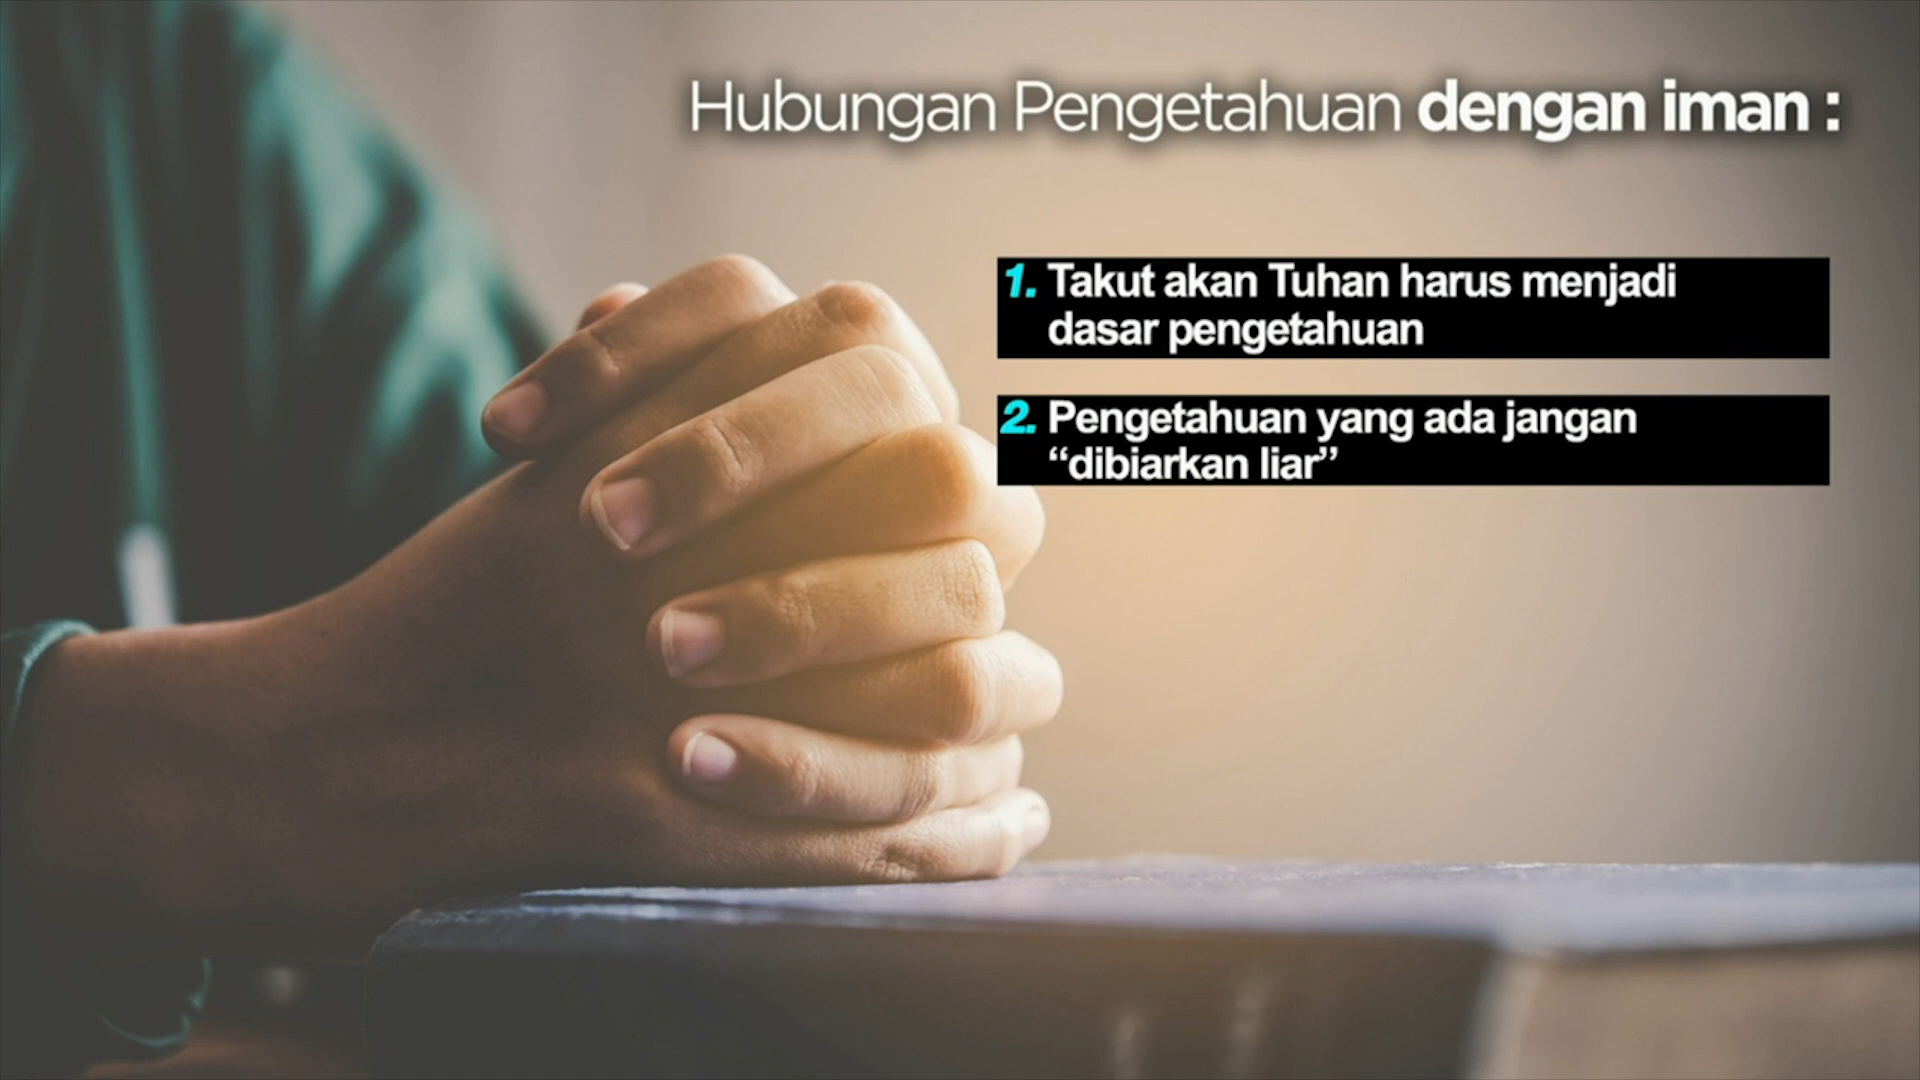 Hubungan Pengetahuan dengan iman :
1. Takut akan Tuhan harus menjadi
dasar pengetahuan
2. Pengetahuan yang ada jangan
“dibiarkan liar”